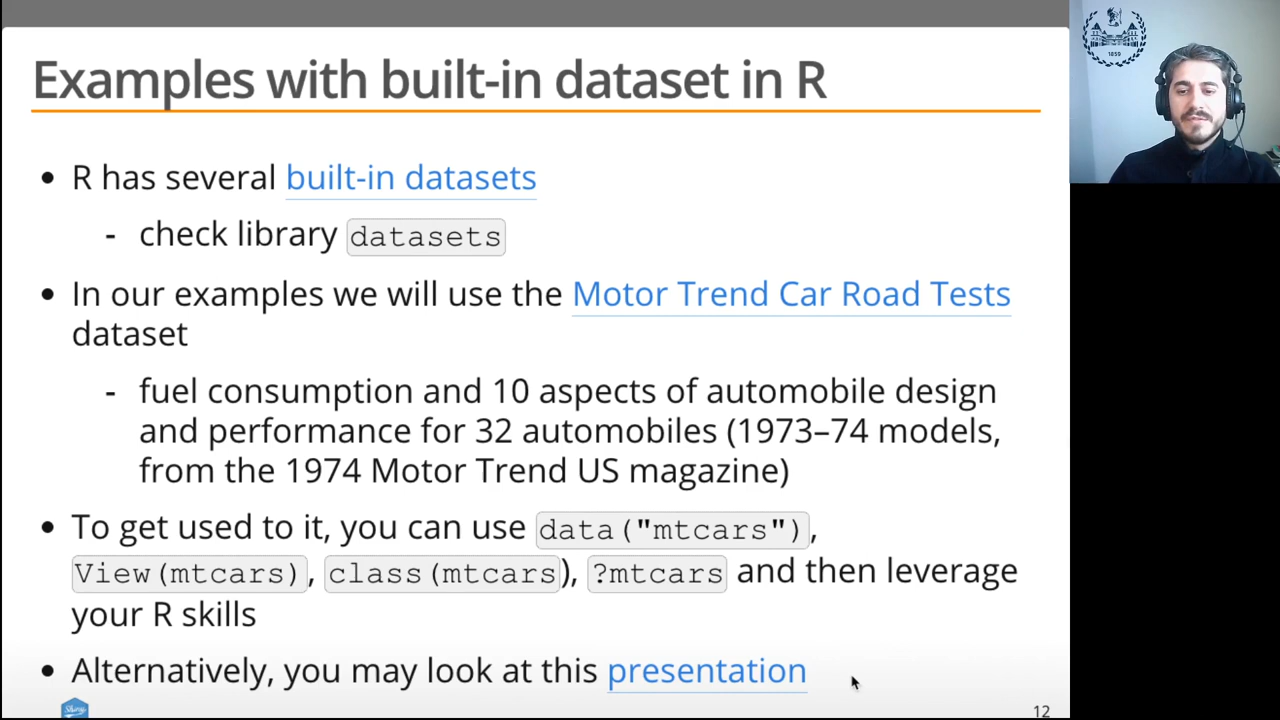 Examples with built-in dataset in R
1859
• R has several built-in datasets
- check library datasets
• In our examples we will use the Motor Trend Car Road Tests
dataset
- fuel consumption and 10 aspects of automobile design
and performance for 32 automobiles (1973–74 models,
from the 1974 Motor Trend US magazine)
• To get used to it, you can use data("mtcars"),
View(mtcars), class(mtcars), ?mtcars and then leverage
your R skills
• Alternatively, you may look at this presentation
Shiny
12